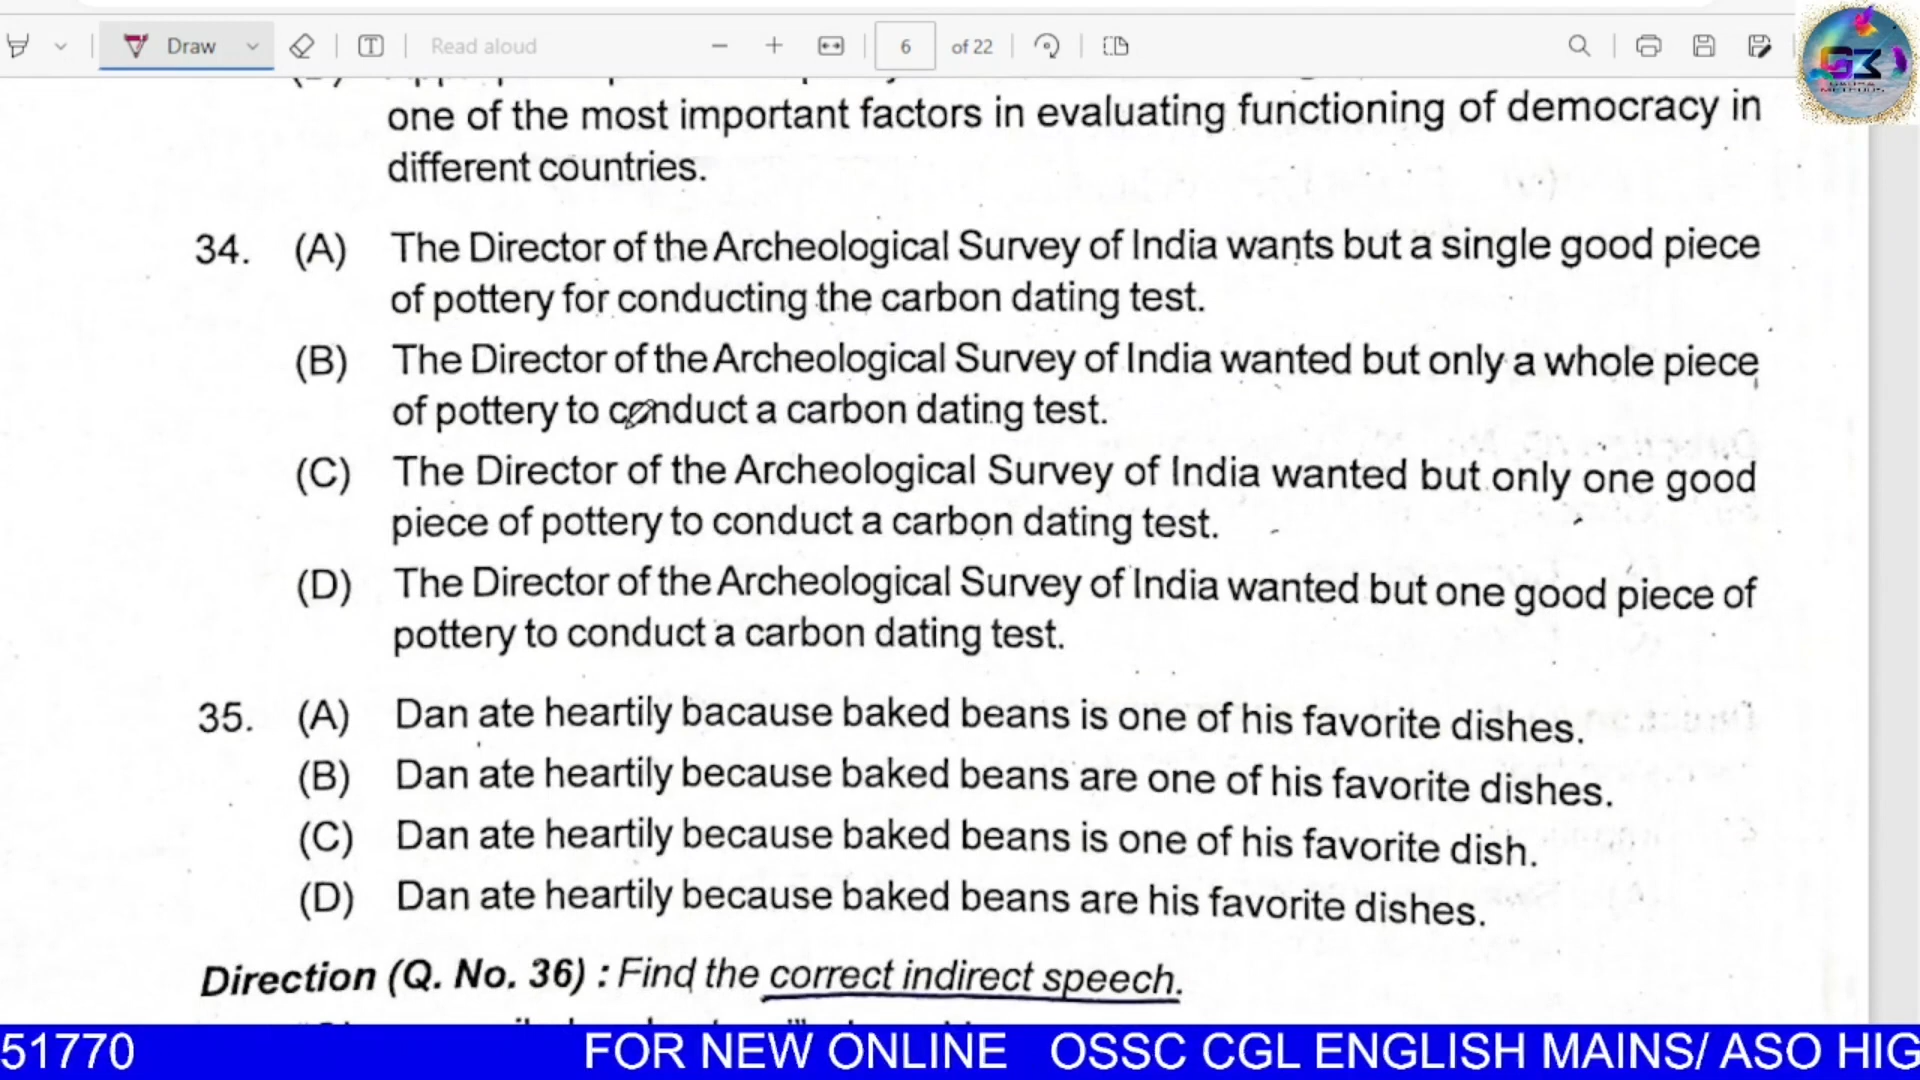 Draw
Read aloud
6
of 22
one of the most important factors in evaluating functioning of democracy in
different countries.
34. (A) The Director of the Archeological Survey of India wants but a single good piece
of pottery for conducting the carbon dating test.
(B) The Director of the Archeological Survey of India wanted but only a whole piece
of pottery to conduct a carbon dating test.
(C) The Director of the Archeological Survey of India wanted but only one good
piece of pottery to conduct a carbon dating test.
(D) The Director of the Archeological Survey of India wanted but one good piece of
pottery to conduct a carbon dating test.
35. (A) Dan ate heartily bacause baked beans is one of his favorite dishes.
(B) Dan ate heartily because baked beans are one of his favorite dishes.
(C) Dan ate heartily because baked beans is one of his favorite dish.
(D) Dan ate heartily because baked beans are his favorite dishes.
Direction (Q. No. 36) : Find the correct indirect speech.
51770 FOR NEW ONLINE OSSC CGL ENGLISH MAINS/ ASO HIG